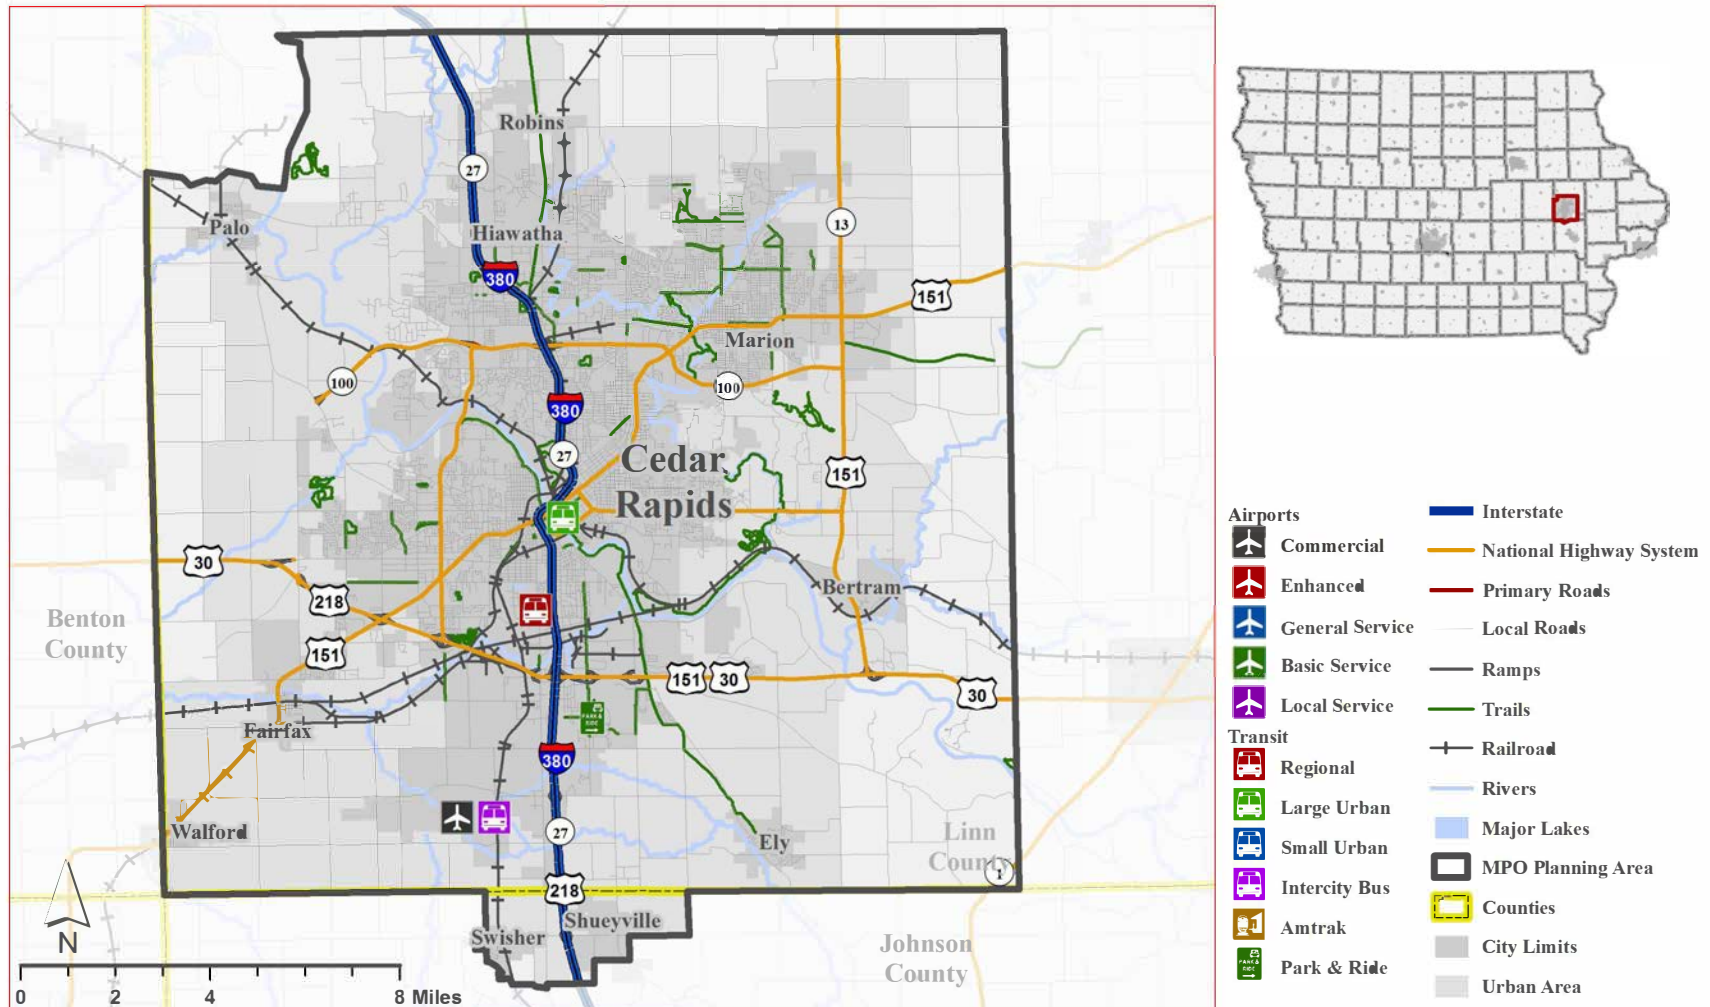 Robins
27
Palo
Hiawatha
13
380
151
Marion
100
100
380
27
Cedar
Rapids
151
30
218
Bertram
Benton
County
151
151
30
30
Fairfax
PARK &
RIDE
380
Walford
27
Ely
Linn
County
1
218
Shueyville
Swisher
Johnson
County
N
0 2 4 8 Miles
Airports
Commercial
Enhanced
General Service
Basic Service
Local Service
Transit
Regional
Large Urban
Small Urban
Intercity Bus
Amtrak
PARK &
RIDE
Park & Ride
Interstate
National Highway System
Primary Roads
Local Roads
Ramps
Trails
Railroad
Rivers
Major Lakes
MPO Planning Area
Counties
City Limits
Urban Area